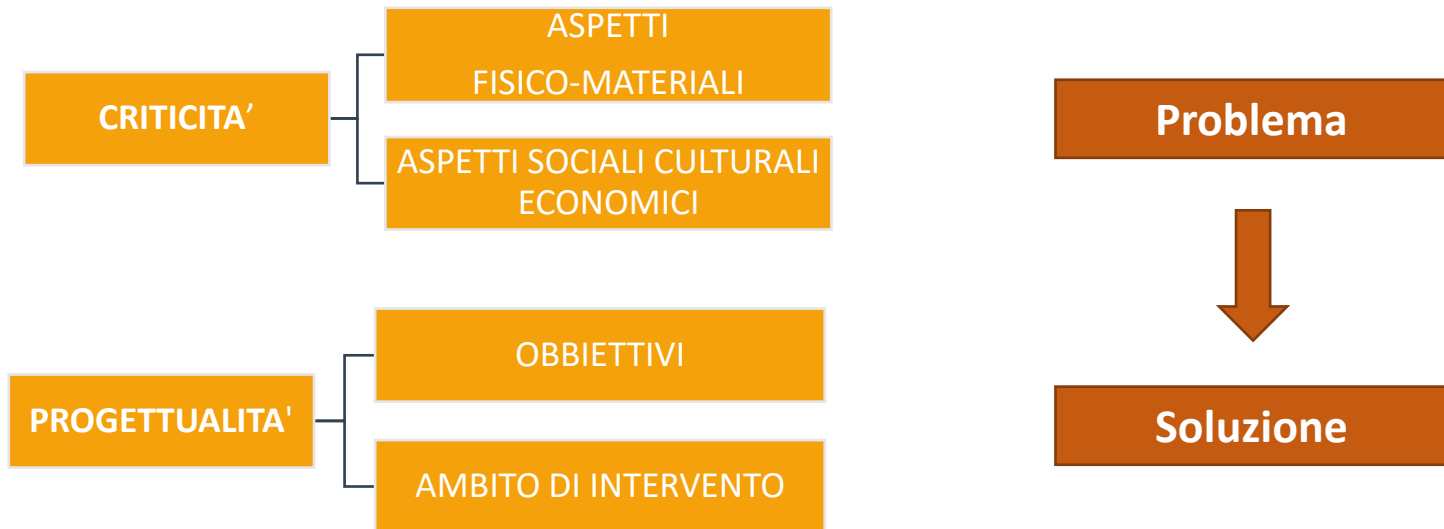 ASPETTI
FISICO-MATERIALI
CRITICITA’
ASPETTI SOCIALI CULTURALI
ECONOMICI
Problema
OBBIETTIVI
PROGETTUALITA'
AMBITO DI INTERVENTO
Soluzione